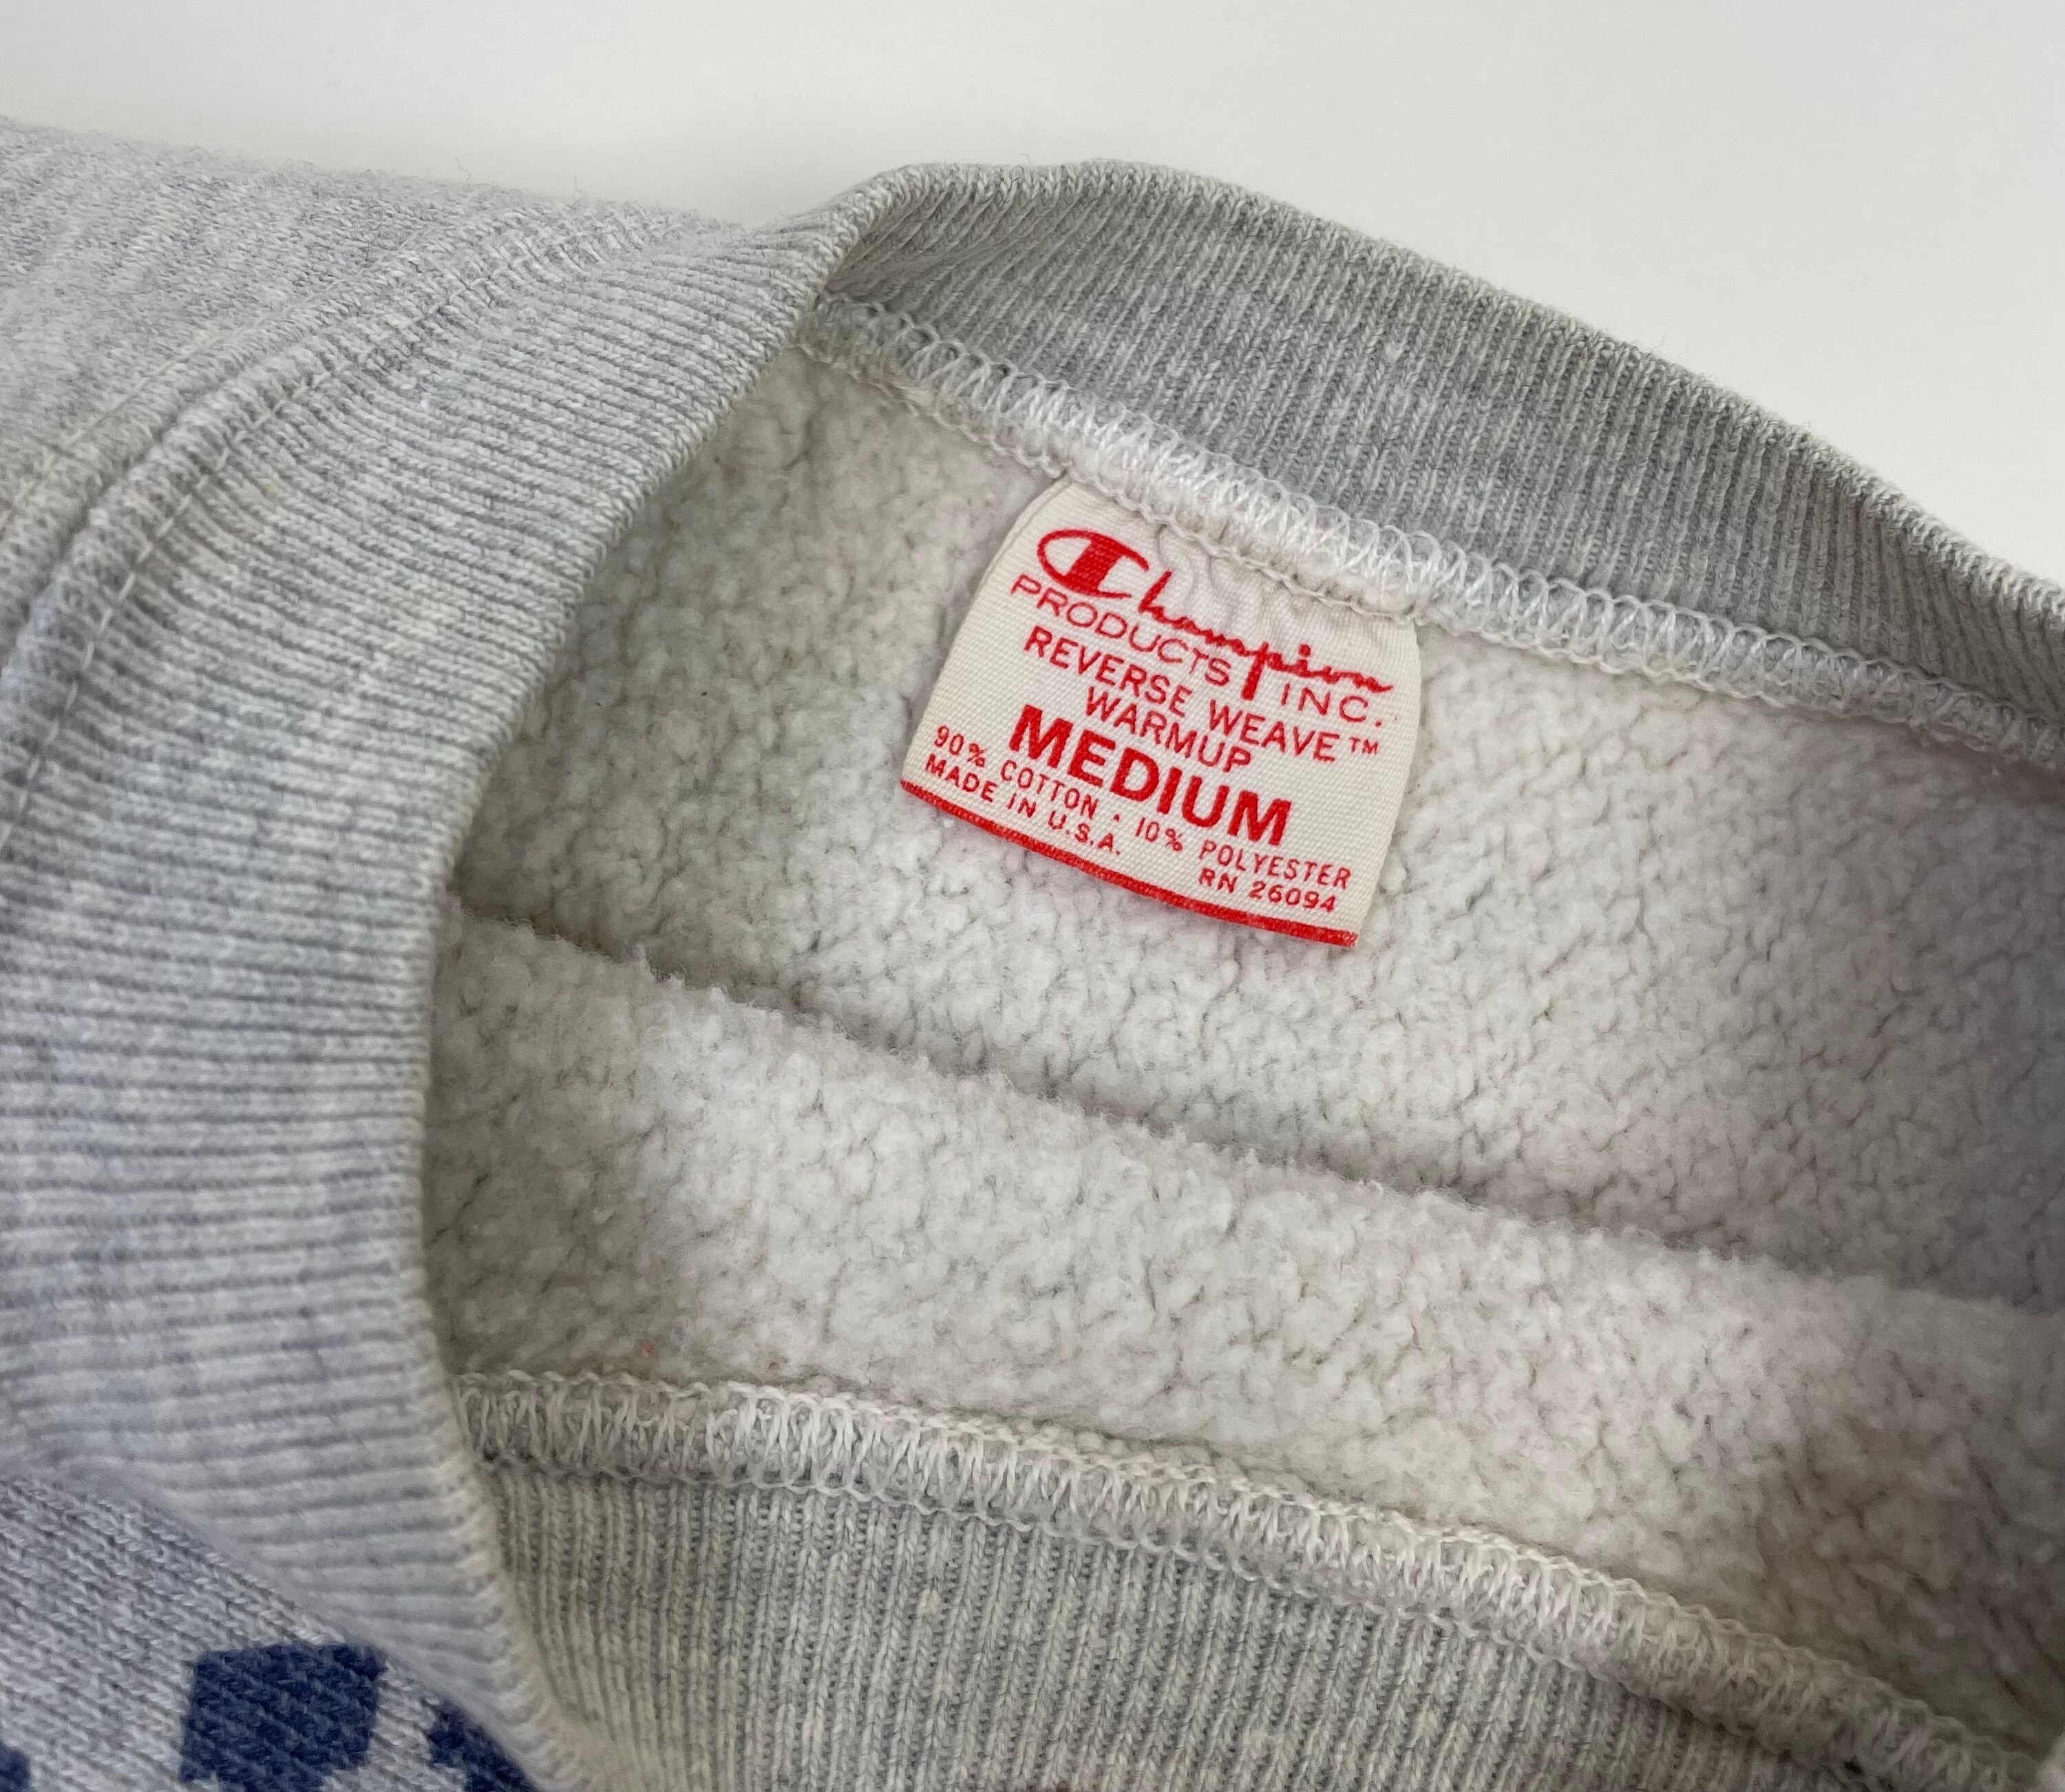 Champion
PRODUCTS INC.
REVERSE WEAVE™
WARMUP
MEDIUM
90% COTTON . 10% POLYESTER
MADE IN U.S.A. RN 26094